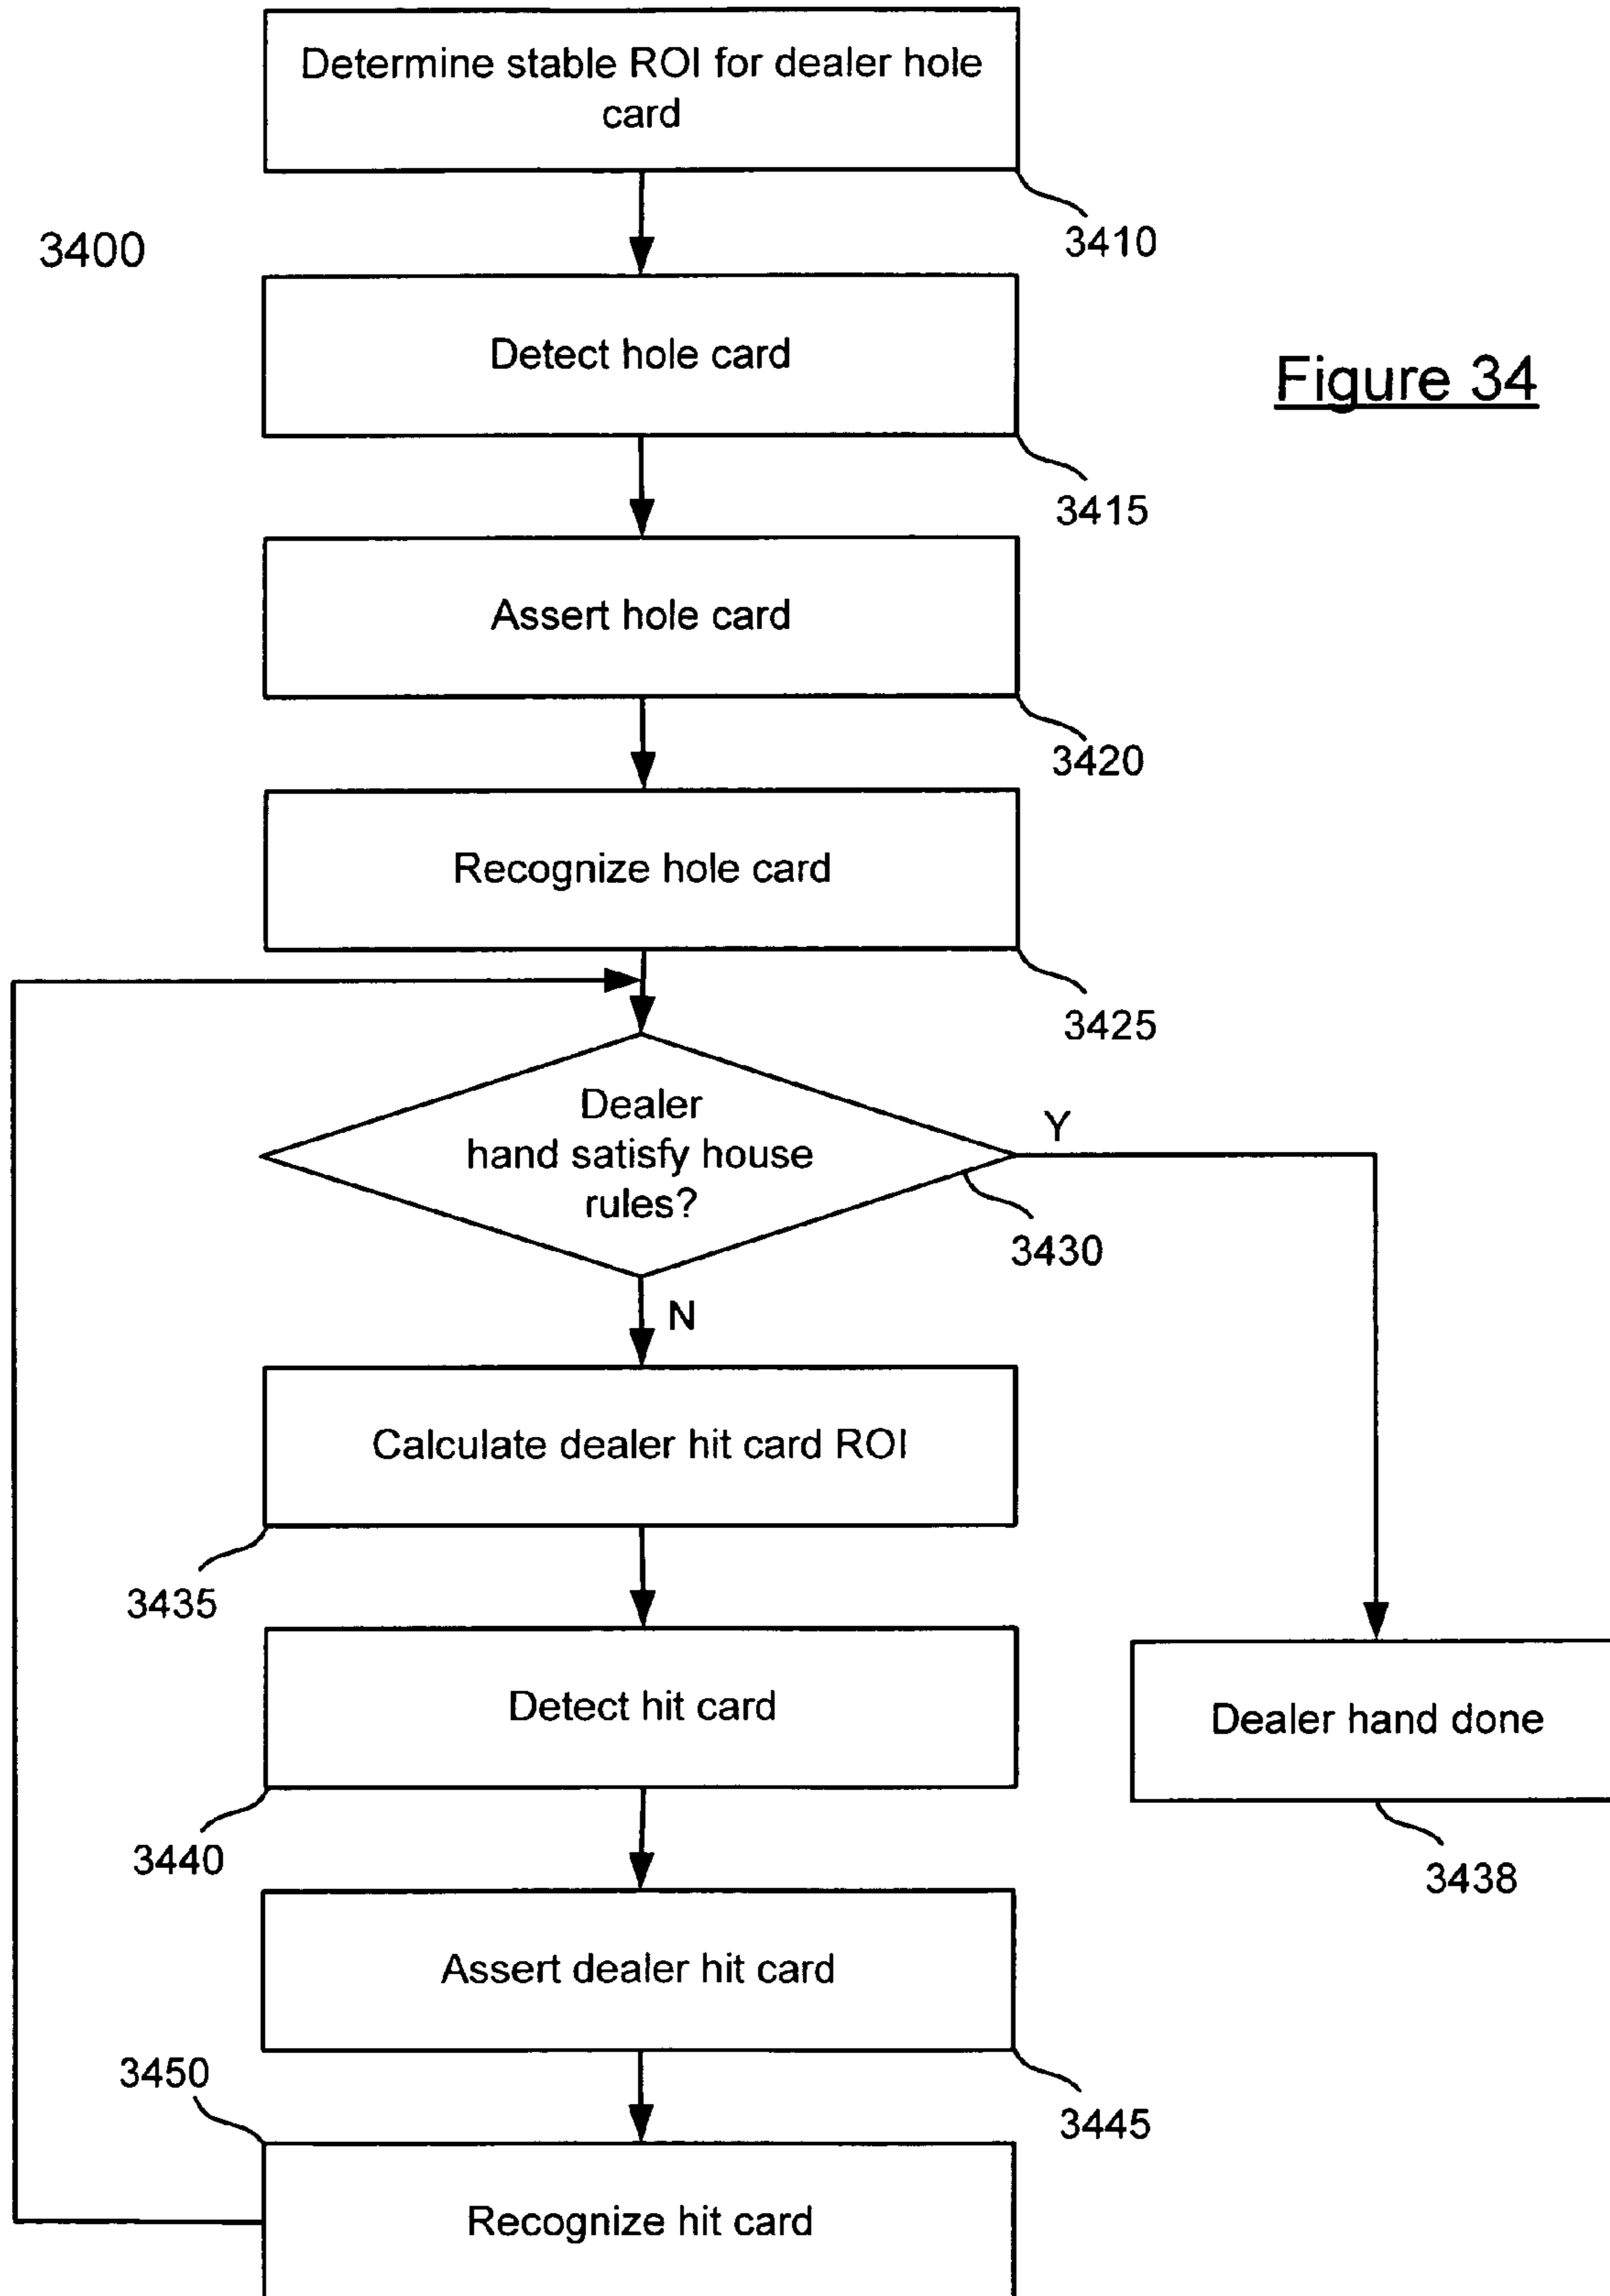 Determine stable ROI for dealer hole
card
3410
3400
Detect hole card
Figure 34
3415
Assert hole card
3420
Recognize hole card
3425
Dealer
hand satisfy house
rules?
Y
3430
N
Calculate dealer hit card ROI
3435
Detect hit card
Dealer hand done
3440
3438
Assert dealer hit card
3450
3445
Recognize hit card